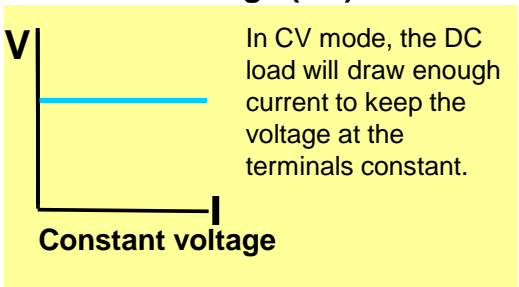 V
In CV mode, the DC
load will draw enough
current to keep the
voltage at the
terminals constant.
I
Constant voltage